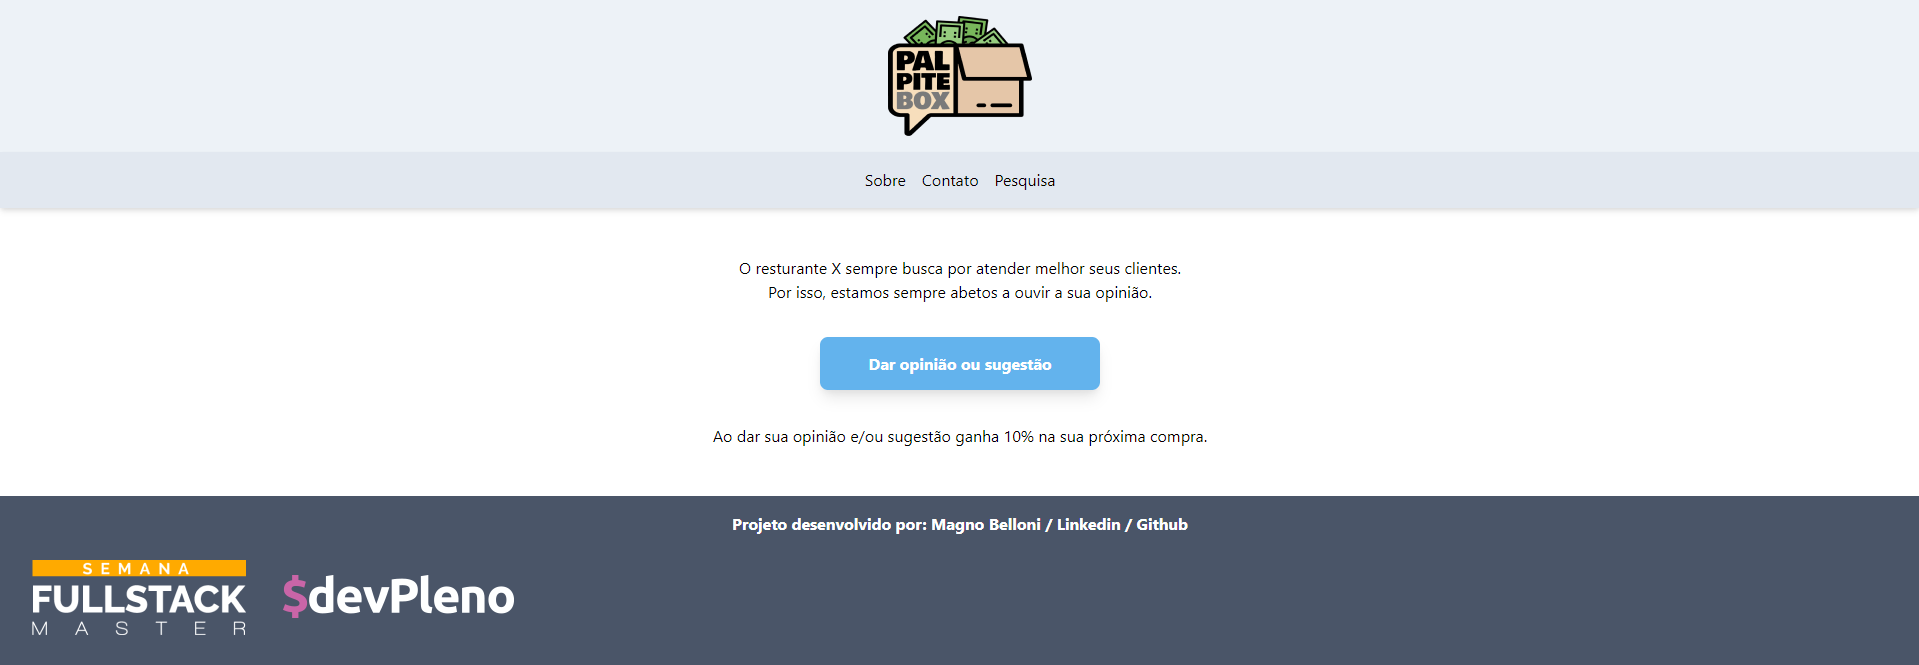 PAL
PITE
BOX
Sobre Contato Pesquisa
O resturante X sempre busca por atender melhor seus clientes.
Por isso, estamos sempre abetos a ouvir a sua opinião.
Dar opinião ou sugestão
Ao dar sua opinião e/ou sugestão ganha 10% na sua próxima compra.
Projeto desenvolvido por: Magno Belloni / Linkedin / Github
SEMANA
FULLSTACK
MASTER
$devPleno